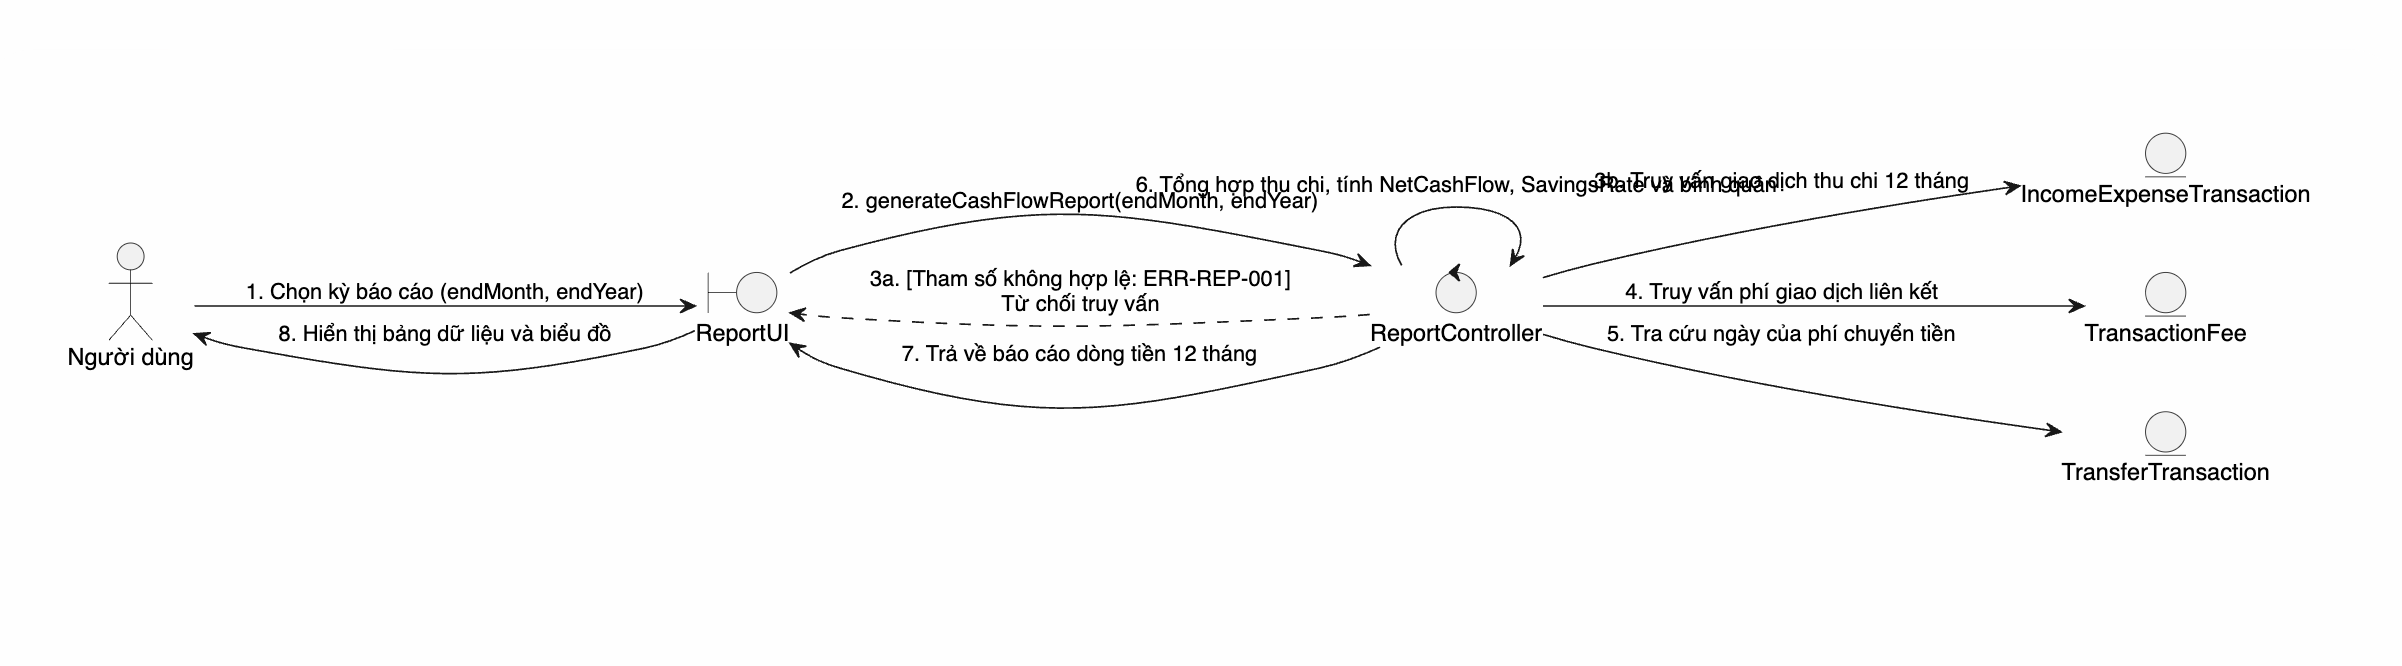 6. Tổng hợp thu chi, tính NetCashFlow, SavingsRate và bình quân
3b. Truy vấn giao dịch thu chi 12 tháng
IncomeExpenseTransaction
2. generateCashFlowReport(endMonth, endYear)
3a. [Tham số không hợp lệ: ERR-REP-001]
Từ chối truy vấn
1. Chọn kỳ báo cáo (endMonth, endYear)
4. Truy vấn phí giao dịch liên kết
8. Hiển thị bảng dữ liệu và biểu đồ
ReportUI
ReportController
5. Tra cứu ngày của phí chuyển tiền
TransactionFee
Người dùng
7. Trả về báo cáo dòng tiền 12 tháng
TransferTransaction